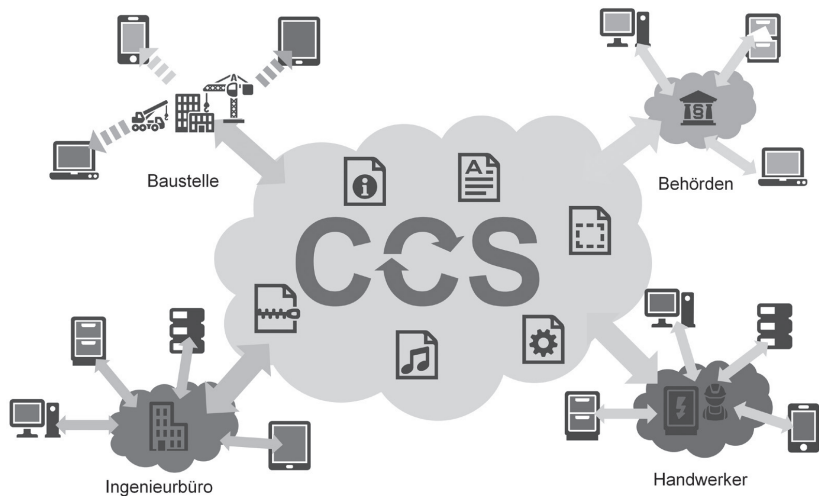 Baustelle
Behörden
CCS
Ingenieurbüro
Handwerker